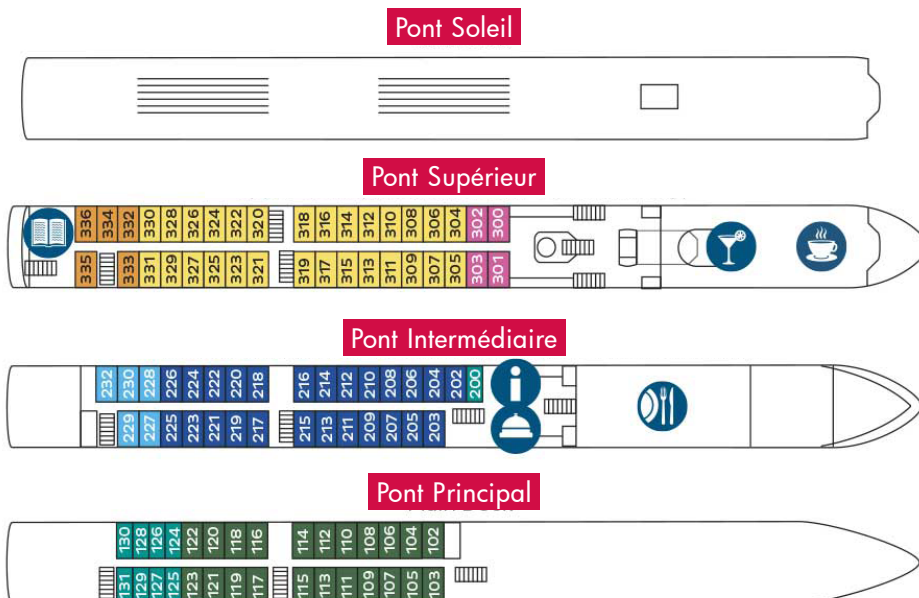 Pont Soleil
Pont Supérieur
336 334 332 330 328 326 324 322 320 318 316 314 312 310 308 306 304 302 300
335 333 331 329 327 325 323 321 319 317 315 313 311 309 307 305 303 301
Pont Intermédiaire
232 230 228 226 224 222 220 218 216 214 212 210 208 206 204 202 200
229 227 225 223 221 219 217 215 213 211 209 207 205 203
Pont Principal
130 128 126 124 122 120 118 116 114 112 110 108 106 104 102
131 129 127 125 123 121 119 117 115 113 111 109 107 105 103